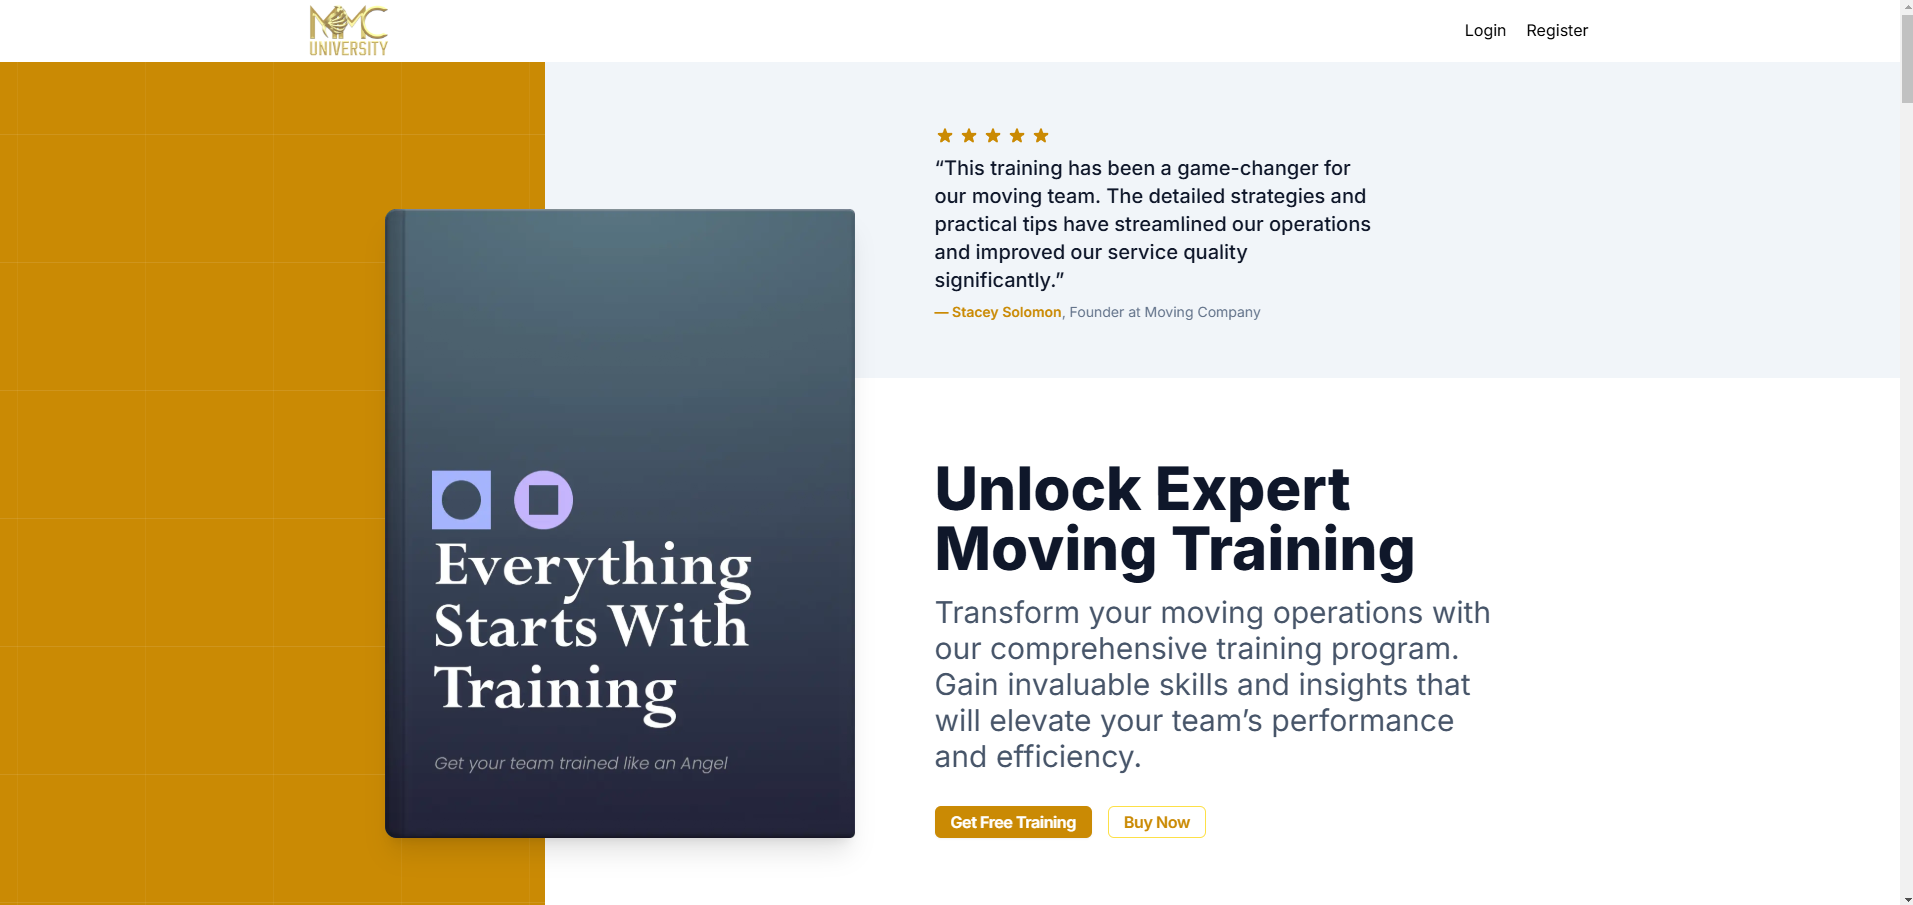 NMC
UNIVERSITY
Login Register
“This training has been a game-changer for
our moving team. The detailed strategies and
practical tips have streamlined our operations
and improved our service quality
significantly.”
— Stacey Solomon, Founder at Moving Company
Everything
Starts With
Training
Get your team trained like an Angel
Unlock Expert
Moving Training
Transform your moving operations with
our comprehensive training program.
Gain invaluable skills and insights that
will elevate your team’s performance
and efficiency.
Get Free Training Buy Now